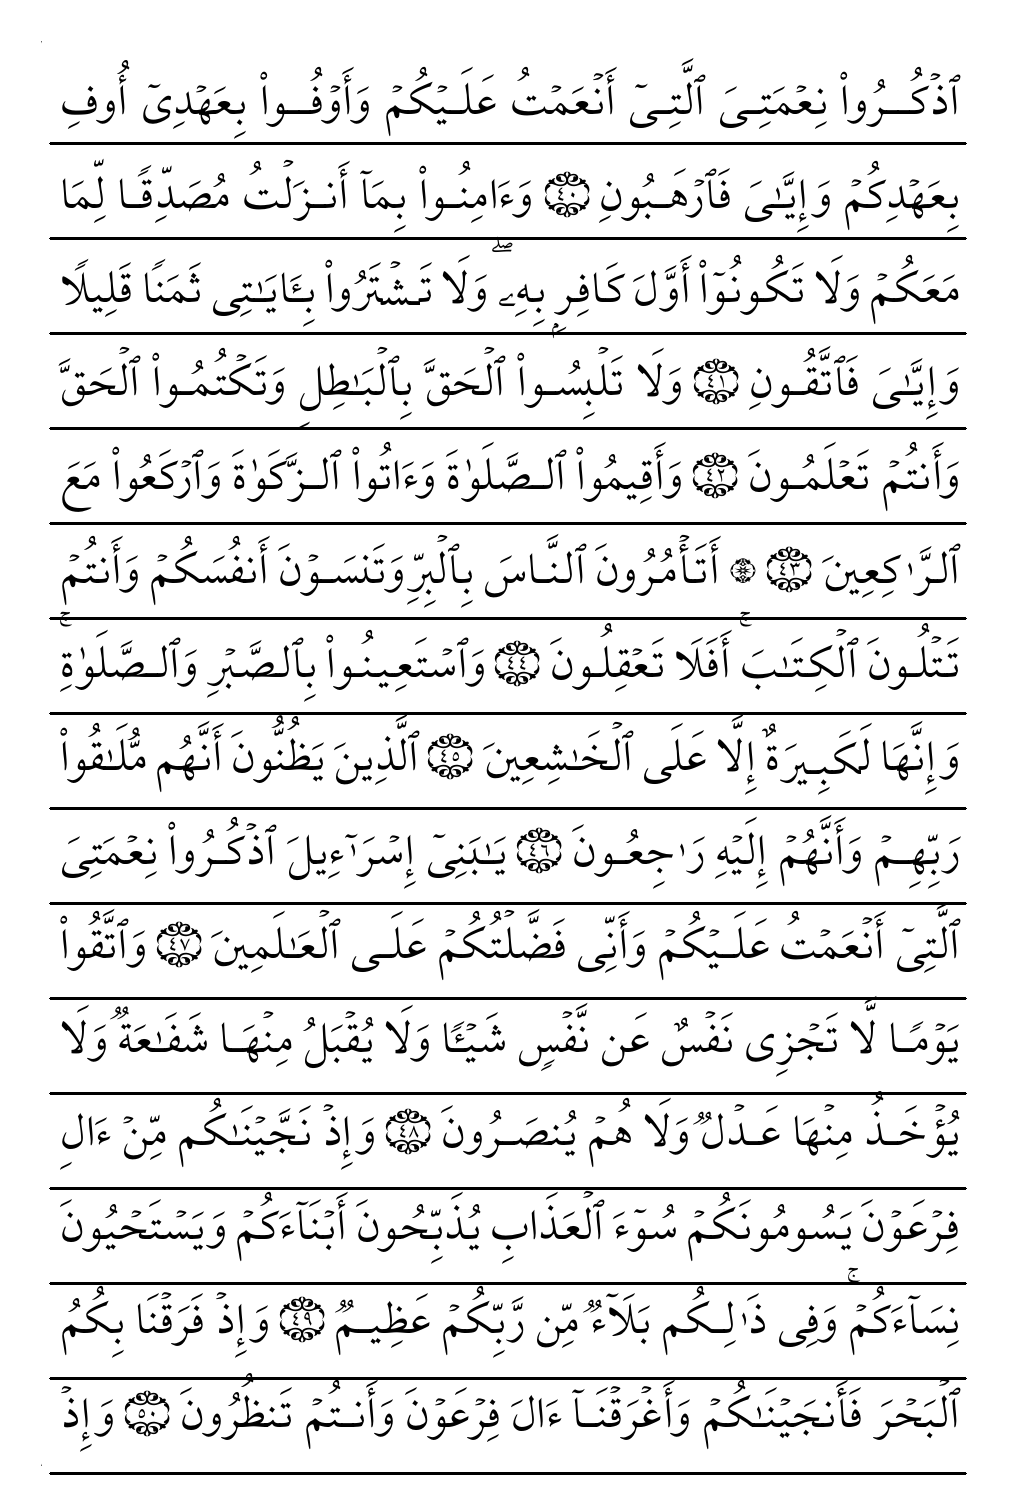 ٱذۡكُرُواْ نِعۡمَتِيَ ٱلَّتِيٓ أَنۡعَمۡتُ عَلَيۡكُمۡ وَأَوۡفُواْ بِعَهۡدِيٓ أُوفِ
بِعَهۡدِكُمۡ وَإِيَّٰيَ فَٱرۡهَبُونِ ٤٠ وَءَامِنُواْ بِمَآ أَنزَلۡتُ مُصَدِّقٗا لِّمَا
مَعَكُمۡ وَلَا تَكُونُوٓاْ أَوَّلَ كَافِرِۭ بِهِۦۖ وَلَا تَشۡتَرُواْ بِـَٔايَٰتِي ثَمَنٗا قَلِيلٗا
وَإِيَّٰيَ فَٱتَّقُونِ ٤١ وَلَا تَلۡبِسُواْ ٱلۡحَقَّ بِٱلۡبَٰطِلِ وَتَكۡتُمُواْ ٱلۡحَقَّ
وَأَنتُمۡ تَعۡلَمُونَ ٤٢ وَأَقِيمُواْ ٱلصَّلَوٰةَ وَءَاتُواْ ٱلزَّكَوٰةَ وَٱرۡكَعُواْ مَعَ
ٱلرَّٰكِعِينَ ٤٣ ۞ أَتَأۡمُرُونَ ٱلنَّاسَ بِٱلۡبِرِّ وَتَنسَوۡنَ أَنفُسَكُمۡ وَأَنتُمۡ
تَتۡلُونَ ٱلۡكِتَٰبَۚ أَفَلَا تَعۡقِلُونَ ٤٤ وَٱسۡتَعِينُواْ بِٱلصَّبۡرِ وَٱلصَّلَوٰةِۚ
وَإِنَّهَا لَكَبِيرَةٌ إِلَّا عَلَى ٱلۡخَٰشِعِينَ ٤٥ ٱلَّذِينَ يَظُنُّونَ أَنَّهُم مُّلَٰقُواْ
رَبِّهِمۡ وَأَنَّهُمۡ إِلَيۡهِ رَٰجِعُونَ ٤٦ يَٰبَنِيٓ إِسۡرَٰٓءِيلَ ٱذۡكُرُواْ نِعۡمَتِيَ
ٱلَّتِيٓ أَنۡعَمۡتُ عَلَيۡكُمۡ وَأَنِّي فَضَّلۡتُكُمۡ عَلَى ٱلۡعَٰلَمِينَ ٤٧ وَٱتَّقُواْ
يَوۡمٗا لَّا تَجۡزِي نَفۡسٌ عَن نَّفۡسٖ شَيۡـٔٗا وَلَا يُقۡبَلُ مِنۡهَا شَفَٰعَةٞ وَلَا
يُؤۡخَذُ مِنۡهَا عَدۡلٞ وَلَا هُمۡ يُنصَرُونَ ٤٨ وَإِذۡ نَجَّيۡنَٰكُم مِّنۡ ءَالِ
فِرۡعَوۡنَ يَسُومُونَكُمۡ سُوٓءَ ٱلۡعَذَابِ يُذَبِّحُونَ أَبۡنَآءَكُمۡ وَيَسۡتَحۡيُونَ
نِسَآءَكُمۡۚ وَفِي ذَٰلِكُم بَلَآءٞ مِّن رَّبِّكُمۡ عَظِيمٞ ٤٩ وَإِذۡ فَرَقۡنَا بِكُمُ
ٱلۡبَحۡرَ فَأَنجَيۡنَٰكُمۡ وَأَغۡرَقۡنَآ ءَالَ فِرۡعَوۡنَ وَأَنتُمۡ تَنظُرُونَ ٥٠ وَإِذۡ